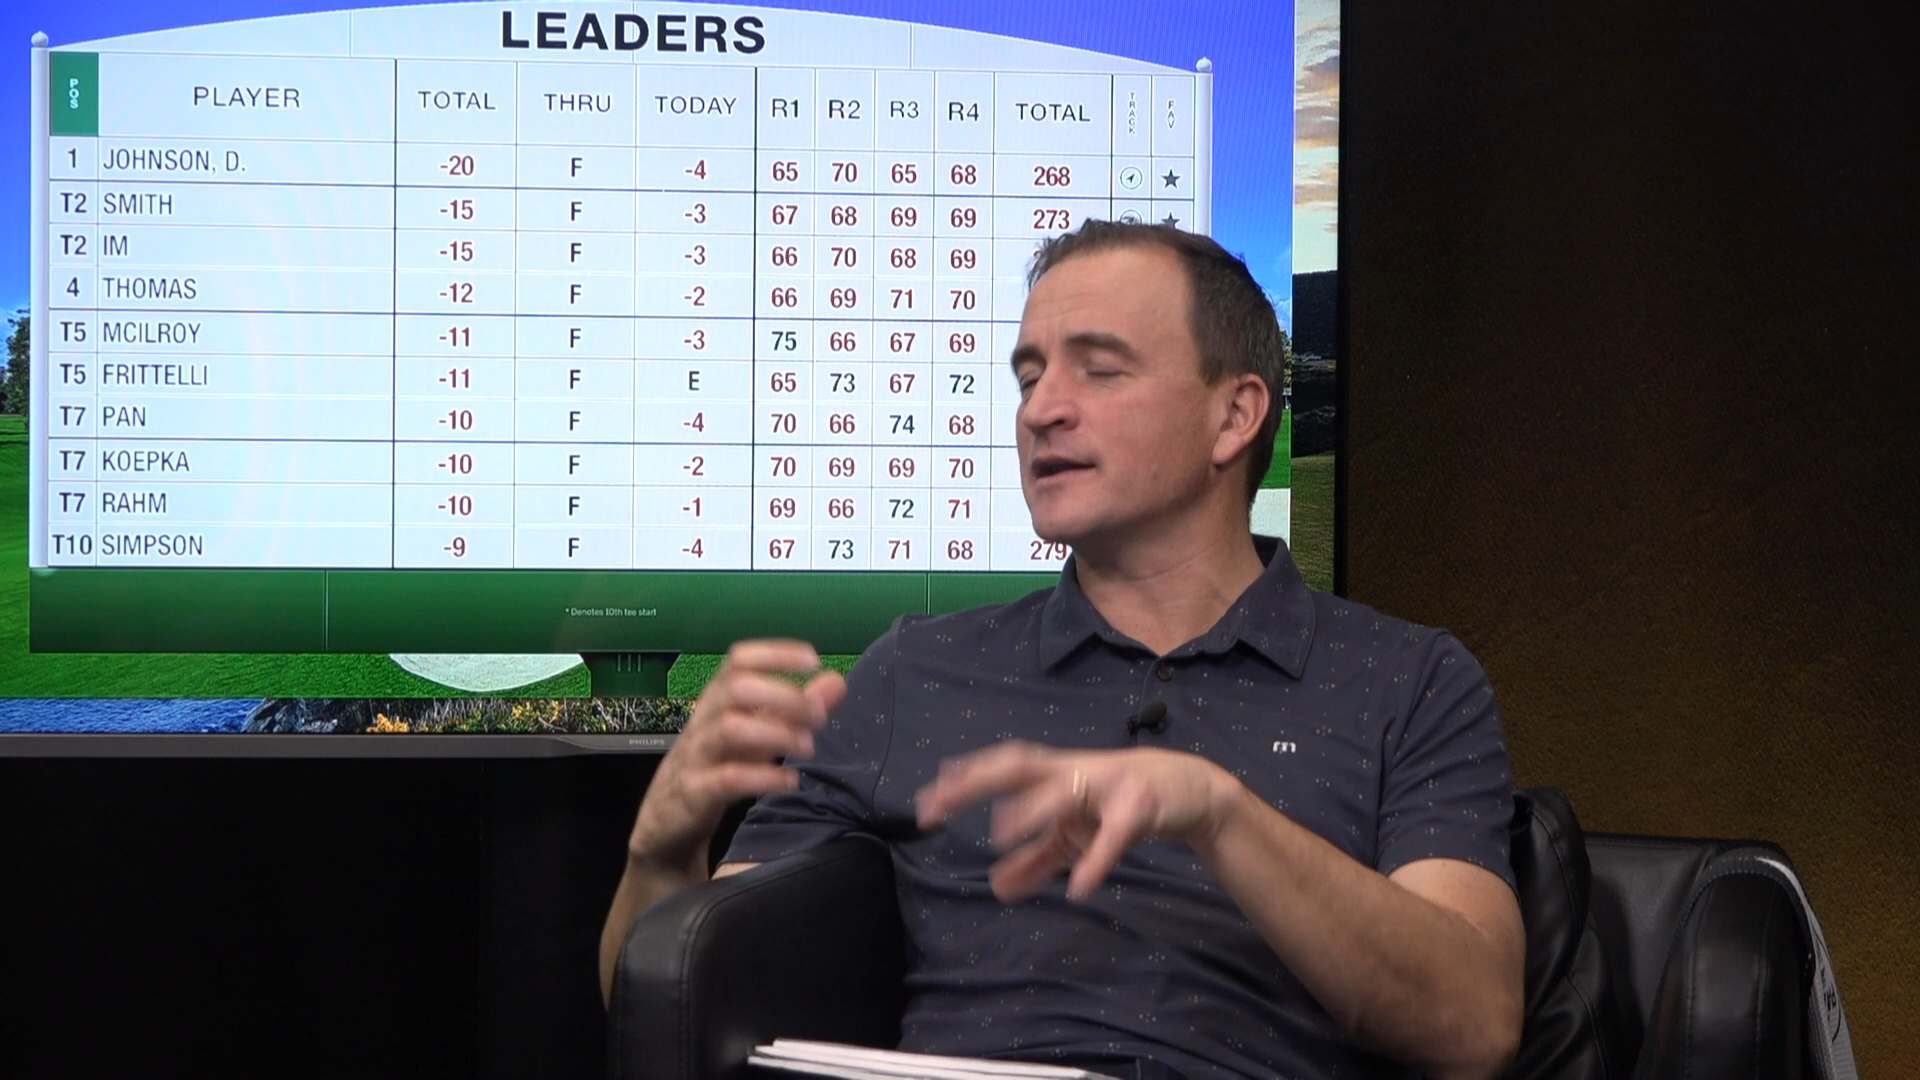 LEADERS
POS PLAYER TOTAL THRU TODAY R1 R2 R3 R4 TOTAL TRACK FAV
1 JOHNSON, D. -20 F -4 65 70 65 68 268
T2 SMITH -15 F -3 67 68 69 69 273
T2 IM -15 F -3 66 70 68 69
4 THOMAS -12 F -2 66 69 71 70
T5 MCILROY -11 F -3 75 66 67 69
T5 FRITTELLI -11 F E 65 73 67 72
T7 PAN -10 F -4 70 66 74 68
T7 KOEPKA -10 F -2 70 69 69 70
T7 RAHM -10 F -1 69 66 72 71
T10 SIMPSON -9 F -4 67 73 71 68 279
* Denotes 10th tee start
PHILIPS
m